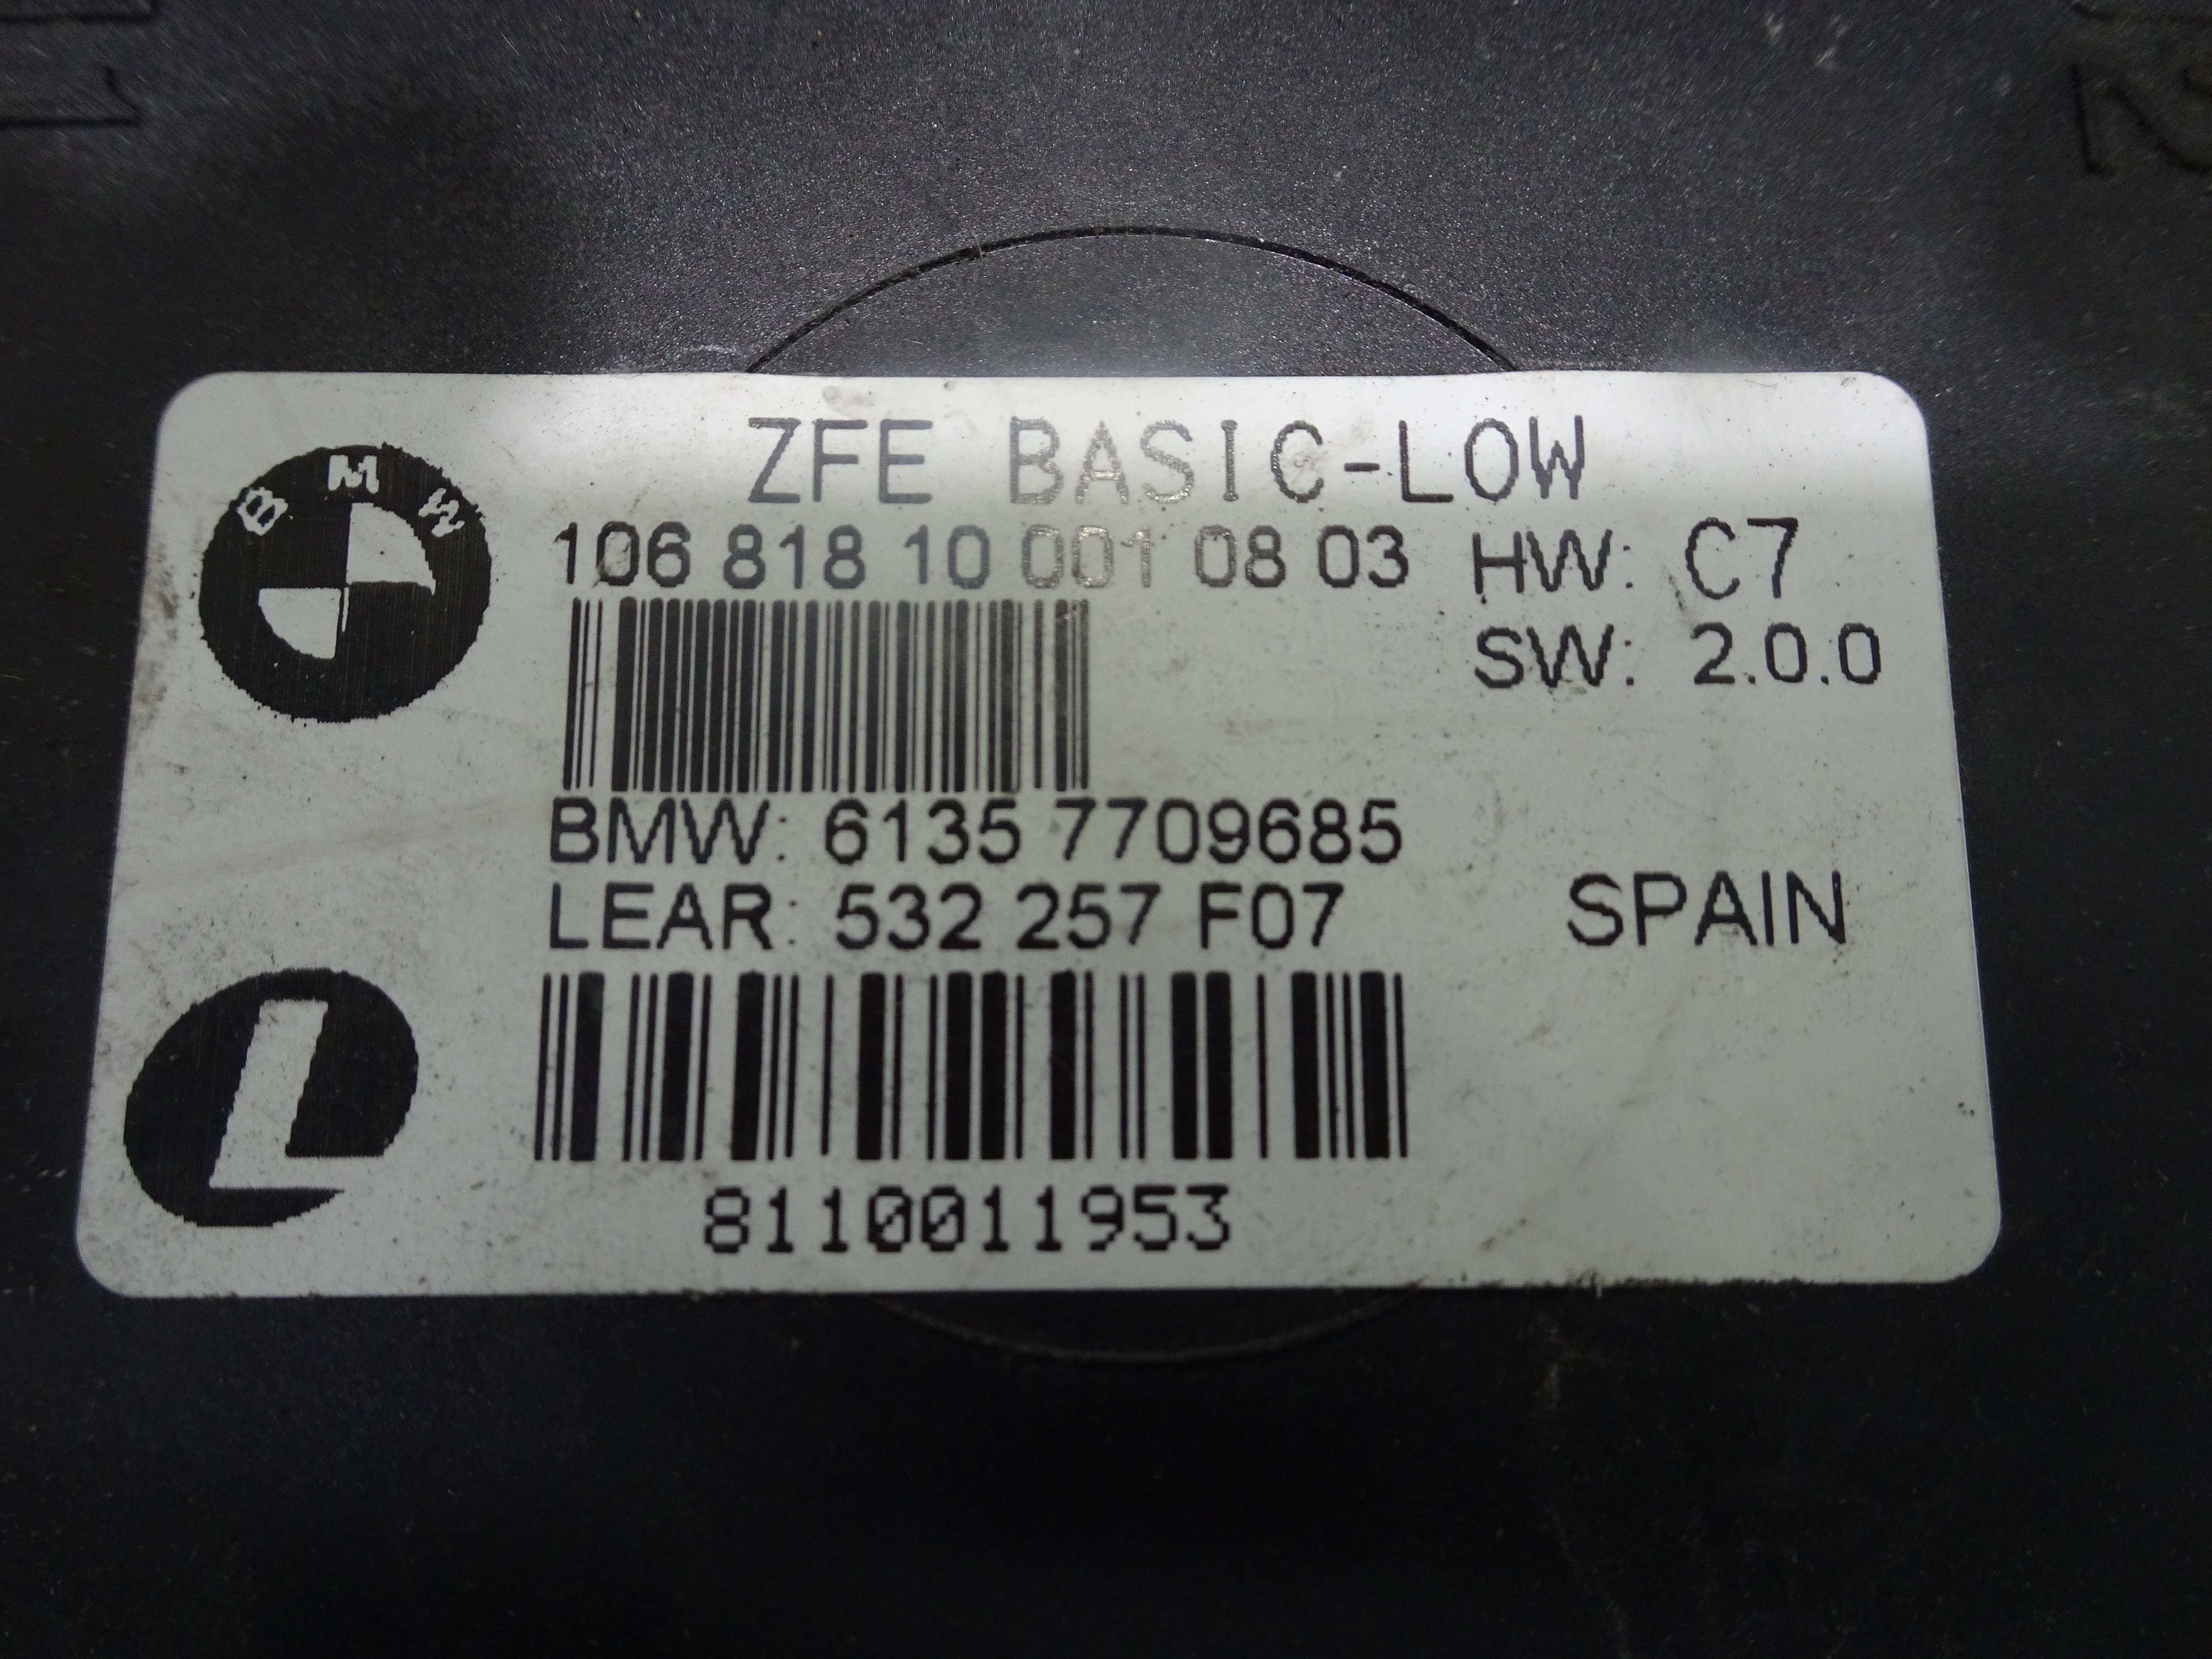 ZFE BASIC-LOW
BMW
106 818 10 001 08 03 HW: C7
SW: 2.0.0
BMW: 6135 7709685
LEAR: 532 257 F07 SPAIN
L
8110011953